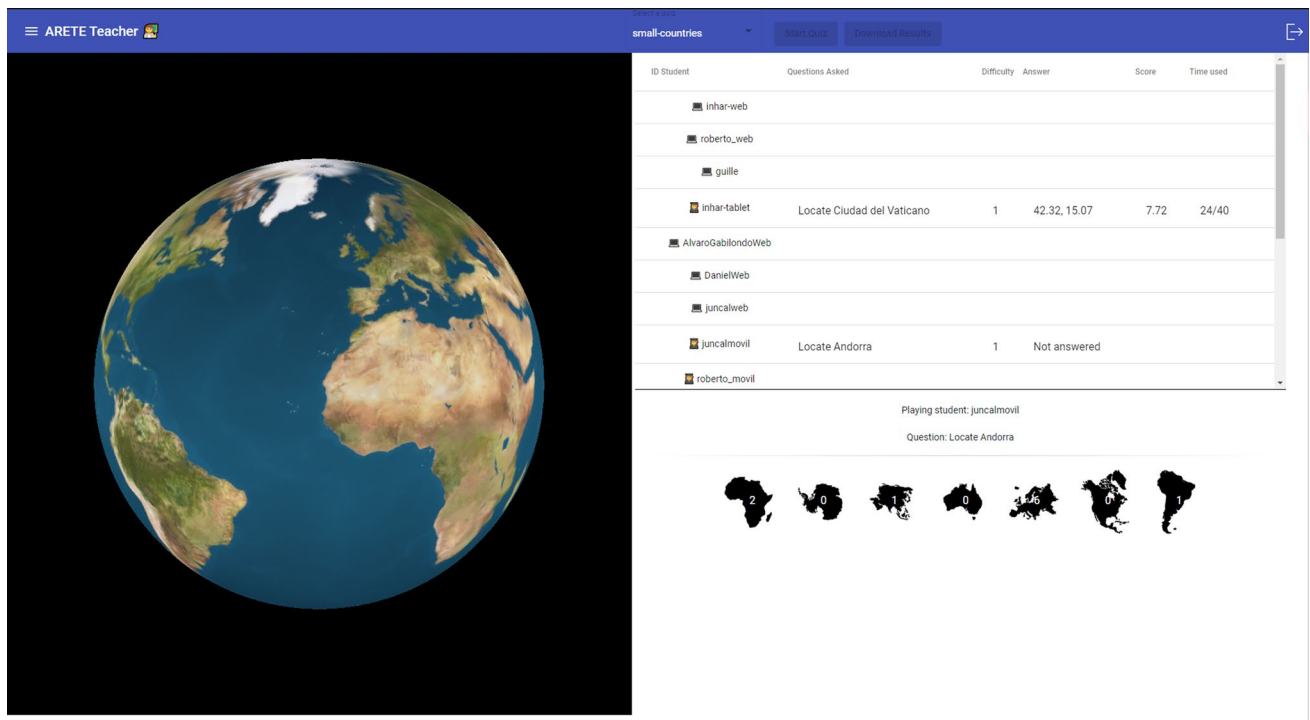 ARETE Teacher
Select a quiz
small-countries
Start Quiz Download Results
ID Student Questions Asked Difficulty Answer Score Time used
inhar-web
roberto_web
guille
inhar-tablet Locate Ciudad del Vaticano 1 42.32, 15.07 7.72 24/40
AlvaroGabilondoWeb
DanielWeb
juncalweb
juncalmovil Locate Andorra 1 Not answered
roberto_movil
Playing student: juncalmovil
Question: Locate Andorra
2 0 1 0 6 0 1